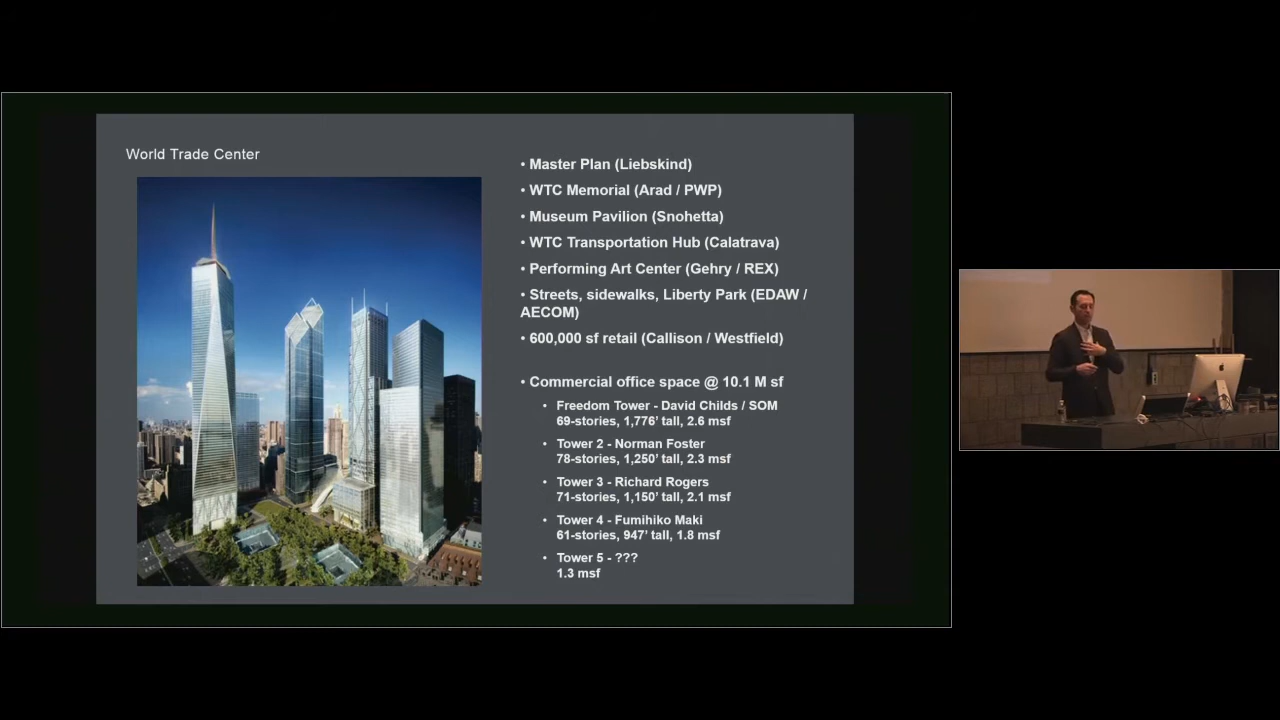 World Trade Center
• Master Plan (Liebskind)
• WTC Memorial (Arad / PWP)
• Museum Pavilion (Snohetta)
• WTC Transportation Hub (Calatrava)
• Performing Art Center (Gehry / REX)
• Streets, sidewalks, Liberty Park (EDAW /
AECOM)
• 600,000 sf retail (Callison / Westfield)
• Commercial office space @ 10.1 M sf
• Freedom Tower - David Childs / SOM
69-stories, 1,776’ tall, 2.6 msf
• Tower 2 - Norman Foster
78-stories, 1,250’ tall, 2.3 msf
• Tower 3 - Richard Rogers
71-stories, 1,150’ tall, 2.1 msf
• Tower 4 - Fumihiko Maki
61-stories, 947’ tall, 1.8 msf
• Tower 5 - ???
1.3 msf